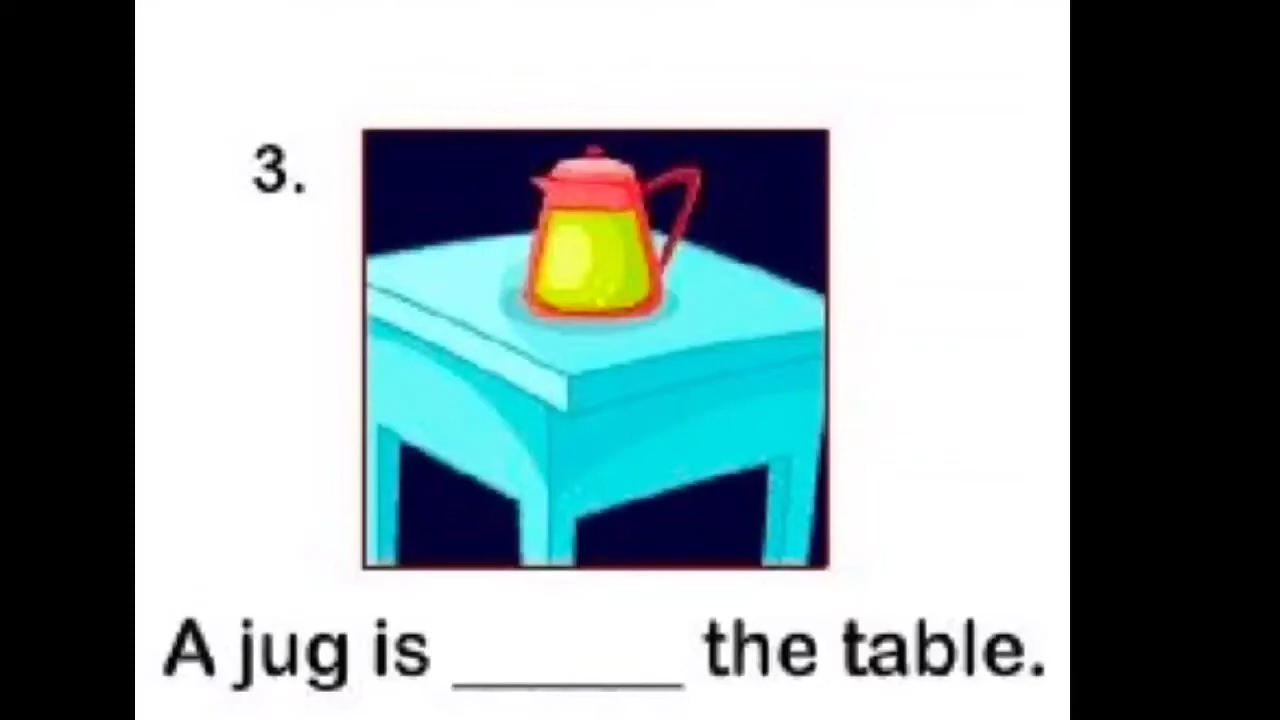 3.
A jug is ______ the table.